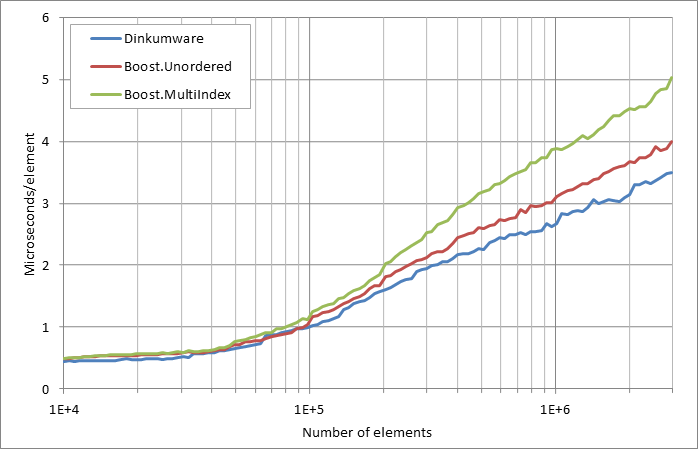 6
Dinkumware
Boost.Unordered
Boost.MultiIndex
5
4
3
2
1
0
Microseconds/element
1E+4
1E+5
1E+6
Number of elements